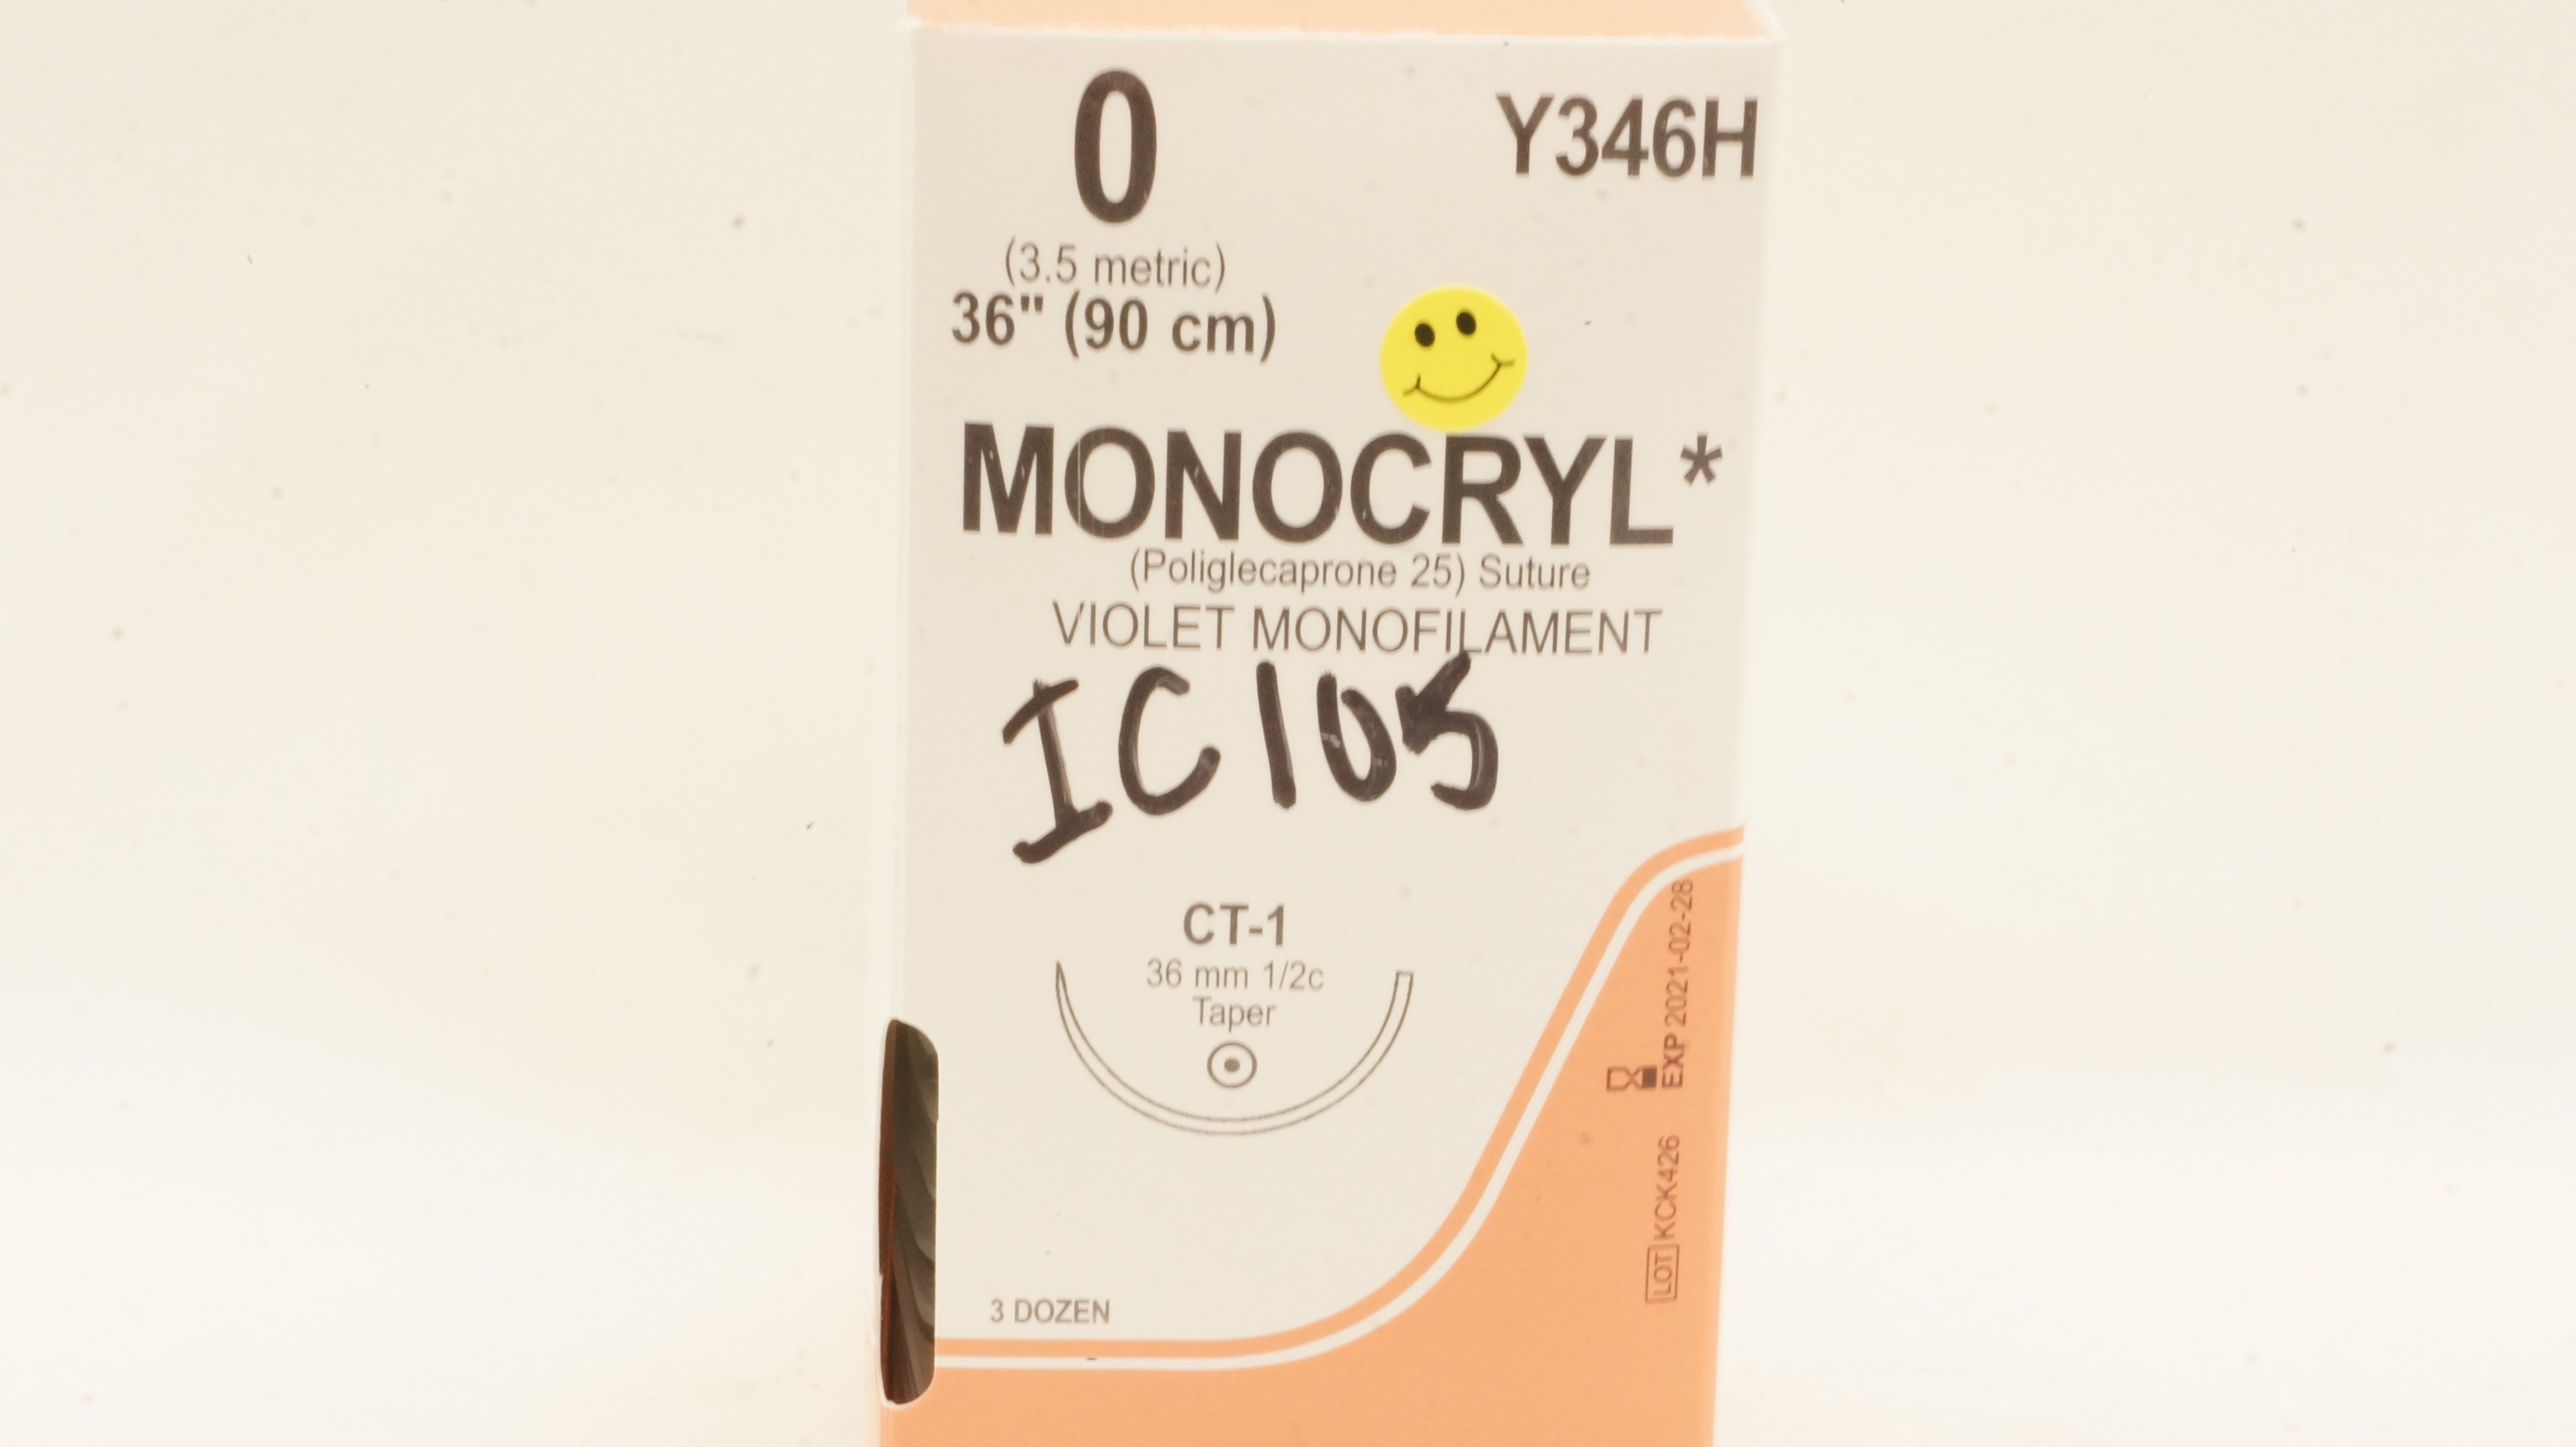 0
Y346H
(3.5 metric)
36" (90 cm)
MONOCRYL*
(Poliglecaprone 25) Suture
VIOLET MONOFILAMENT
IC105
CT-1
36 mm 1/2c
Taper
3 DOZEN
EXP 2021-02-28
LOT KCK426